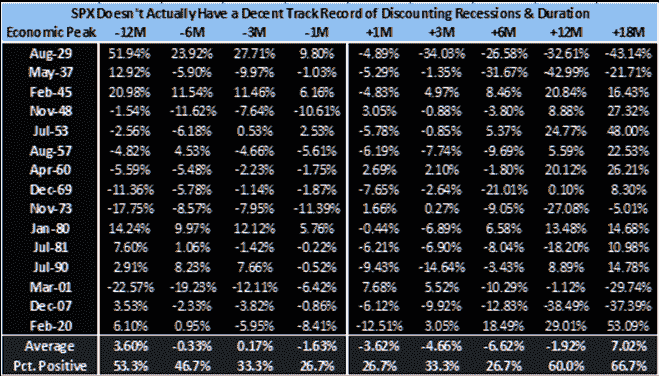 SPX Doesn't Actually Have a Decent Track Record of Discounting Recessions & Duration
Economic Peak -12M -6M -3M -1M +1M +3M +6M +12M +18M
Aug-29 51.94% 23.92% 27.71% 9.80% -4.89% -34.03% -26.58% -32.61% -43.14%
May-37 12.92% -5.90% -9.97% -1.03% -5.29% -1.35% -31.67% -42.99% -21.71%
Feb-45 20.98% 11.54% 11.46% 6.16% -4.83% 4.97% 8.46% 20.84% 16.43%
Nov-48 -1.54% -11.62% -7.64% -10.61% 3.05% -0.88% -3.80% 8.88% 27.32%
Jul-53 -2.56% -6.18% 0.53% 2.53% -5.78% -0.85% 5.37% 24.77% 48.00%
Aug-57 -4.82% 4.53% -4.66% -5.61% -6.19% -7.74% -9.69% 5.59% 22.53%
Apr-60 -5.59% -5.48% -2.23% -1.75% 2.69% 2.10% -1.80% 20.12% 26.21%
Dec-69 -11.36% -5.78% -1.14% -1.87% -7.65% -2.64% -21.01% 0.10% 8.30%
Nov-73 -17.75% -8.57% -7.95% -11.39% 1.66% 0.27% -9.05% -27.08% -5.01%
Jan-80 14.24% 9.97% 12.12% 5.76% -0.44% -6.89% 6.58% 13.48% 14.68%
Jul-81 7.60% 1.06% -1.42% -0.22% -6.21% -6.90% -8.04% -18.20% 10.98%
Jul-90 2.91% 8.23% 7.66% -0.52% -9.43% -14.64% -3.43% 8.89% 14.78%
Mar-01 -22.57% -19.23% -12.11% -6.42% 7.68% 5.52% -10.29% -1.12% -29.74%
Dec-07 3.53% -2.33% -3.82% -0.86% -6.12% -9.92% -12.83% -38.49% -37.39%
Feb-20 6.10% 0.95% -5.95% -8.41% -12.51% 3.05% 18.49% 29.01% 53.09%
Average 3.60% -0.33% 0.17% -1.63% -3.62% -4.66% -6.62% -1.92% 7.02%
Pct. Positive 53.3% 46.7% 33.3% 26.7% 26.7% 33.3% 26.7% 60.0% 66.7%